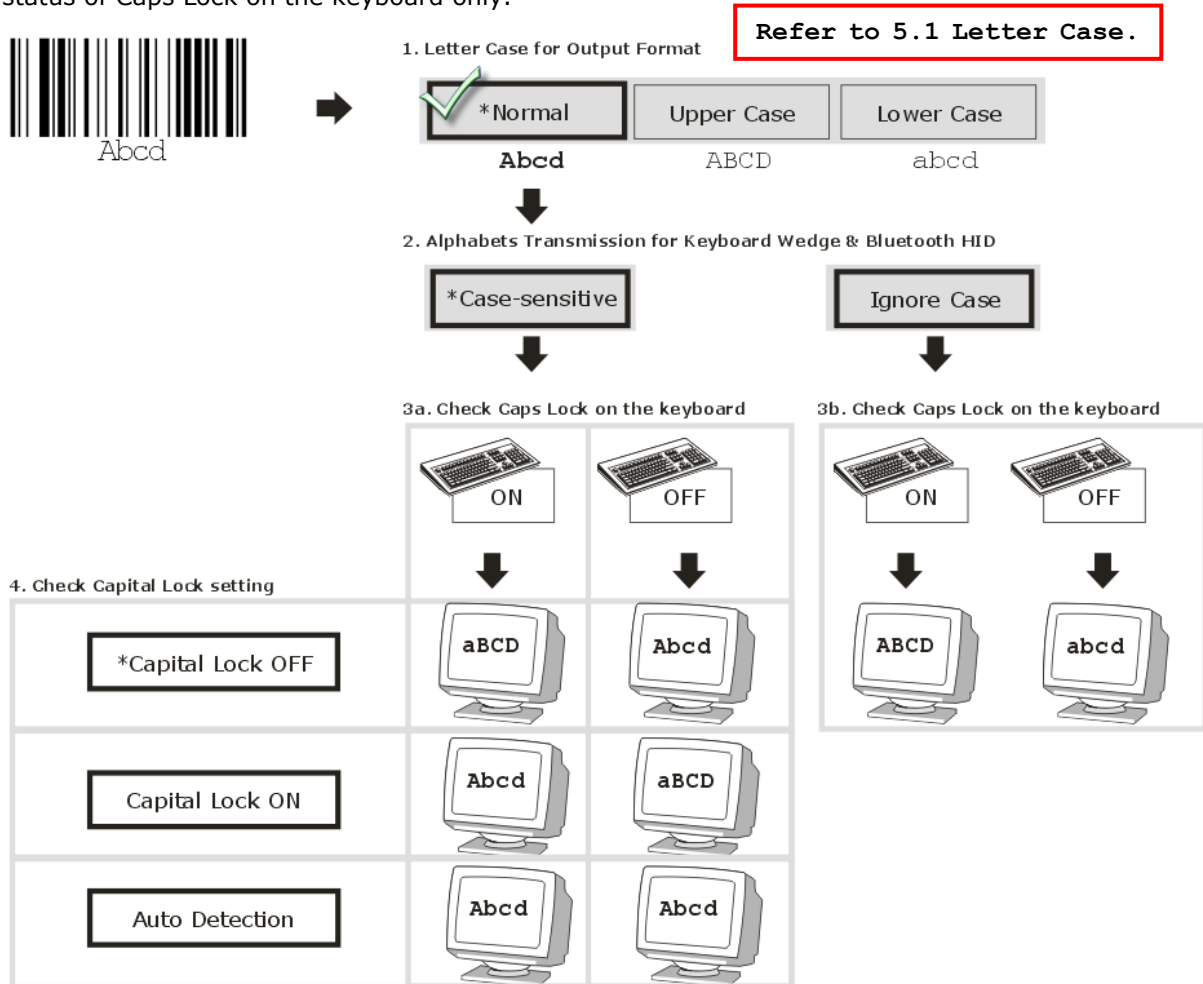 status of Caps Lock on the keyboard only.
Refer to 5.1 Letter Case.
1. Letter Case for Output Format
*Normal Upper Case Lower Case
Abcd
Abcd ABCD abcd
2. Alphabets Transmission for Keyboard Wedge & Bluetooth HID
*Case-sensitive Ignore Case
3a. Check Caps Lock on the keyboard 3b. Check Caps Lock on the keyboard
ON OFF ON OFF
4. Check Capital Lock setting
*Capital Lock OFF aBCD Abcd ABCD abcd
Capital Lock ON Abcd aBCD
Auto Detection Abcd Abcd